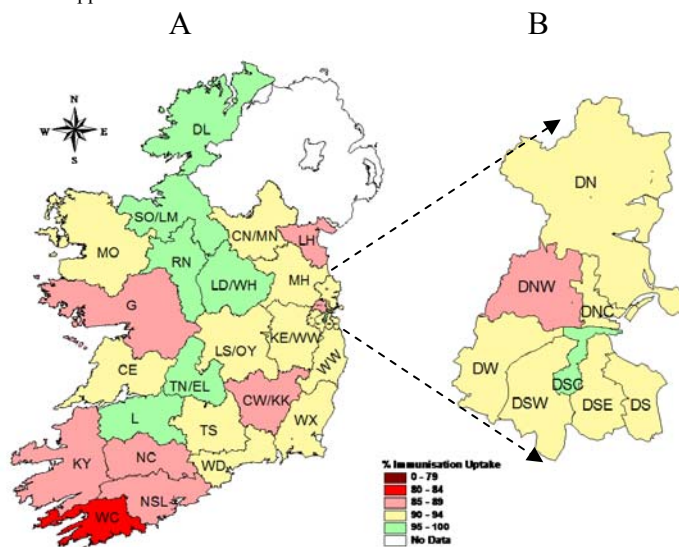 A
B
N
W E
S
DL
SO/LM
CN/MN
LH
MO
RN
LD/WH
MH
G
LS/OY
KE/WW
WW
CE
TN/EL
CW/KK
L
TS
WX
KY
NC
WD
NSL
WC
DN
DNW
DNC
DW
DSC
DSW
DSE
DS
% Immunisation Uptake
0 - 79
80 - 84
85 - 89
90 - 94
95 - 100
No Data